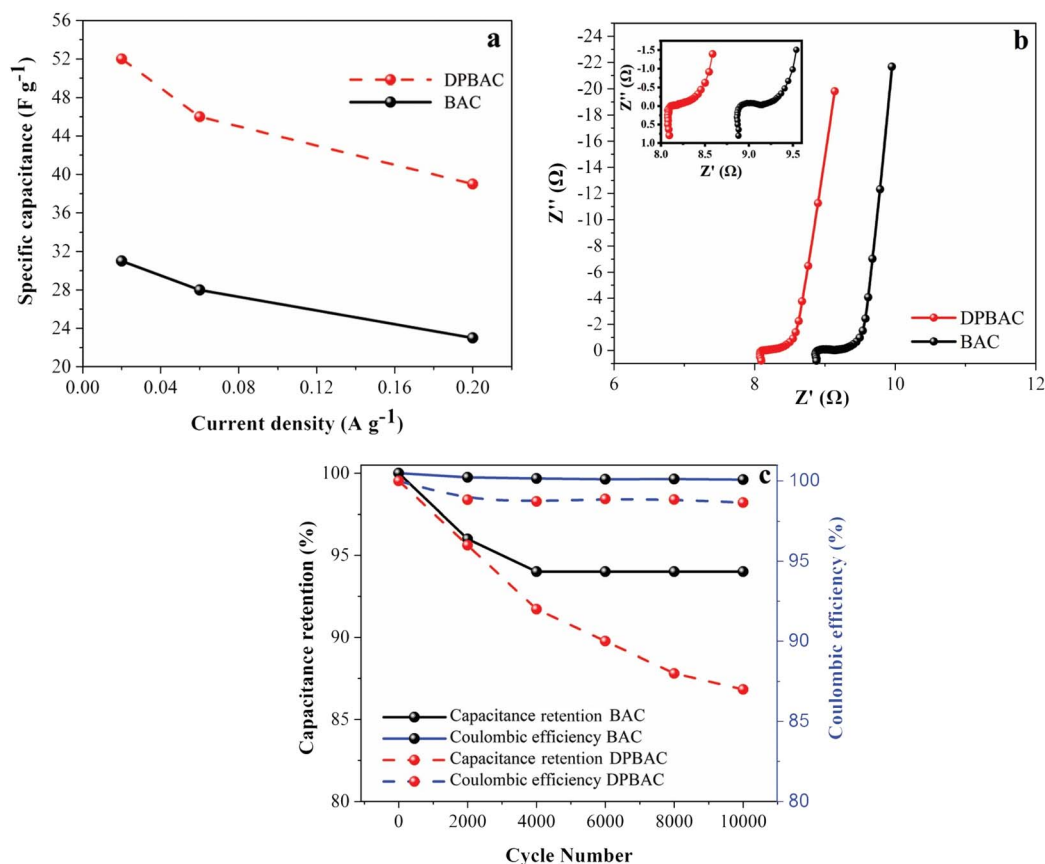 a
56
52
48
44
40
36
32
28
24
20
Specific capacitance (F g-1)
DPBAC
BAC
0.00
0.04
0.08
0.12
0.16
0.20
Current density (A g-1)
b
-24
-22
-20
-18
-16
-14
-12
-10
-8
-6
-4
-2
0
Z'' (Ω)
-1.5
-1.0
-0.5
0.0
0.5
1.0
Z'' (Ω)
8.0
8.5
9.0
9.5
Z' (Ω)
DPBAC
BAC
6
8
10
12
Z' (Ω)
c
100
95
90
85
80
Capacitance retention (%)
100
95
90
85
80
Coulombic efficiency (%)
Capacitance retention BAC
Coulombic efficiency BAC
Capacitance retention DPBAC
Coulombic efficiency DPBAC
0
2000
4000
6000
8000
10000
Cycle Number